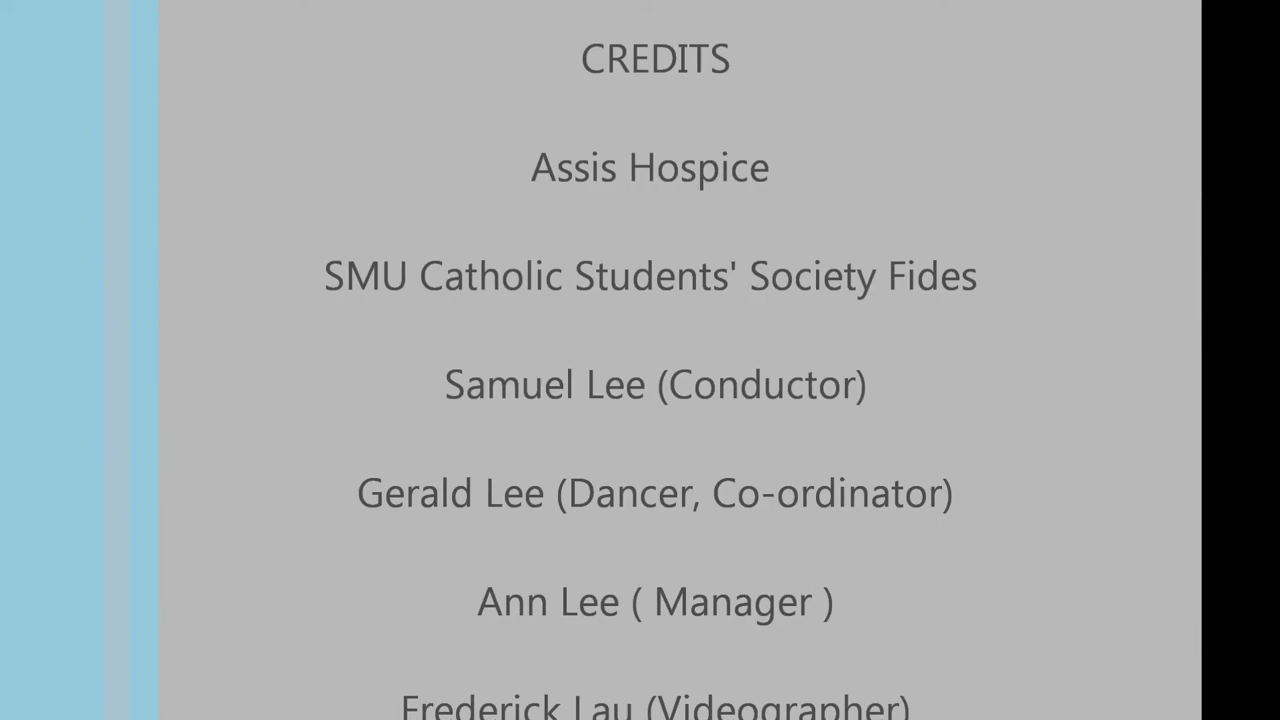 CREDITS
Assis Hospice
SMU Catholic Students' Society Fides
Samuel Lee (Conductor)
Gerald Lee (Dancer, Co-ordinator)
Ann Lee ( Manager )
Frederick Lau (Videographer)